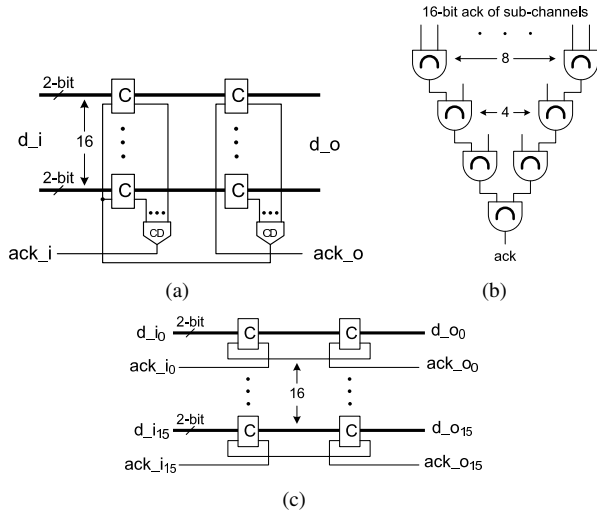 2-bit
C
C
16
d_i
d_o
2-bit
C
C
CD
CD
ack_i
ack_o
(a)
16-bit ack of sub-channels
8
4
ack
(b)
d_i0
2-bit
C
C
d_o0
ack_i0
ack_o0
16
d_i15
2-bit
C
C
d_o15
ack_i15
ack_o15
(c)